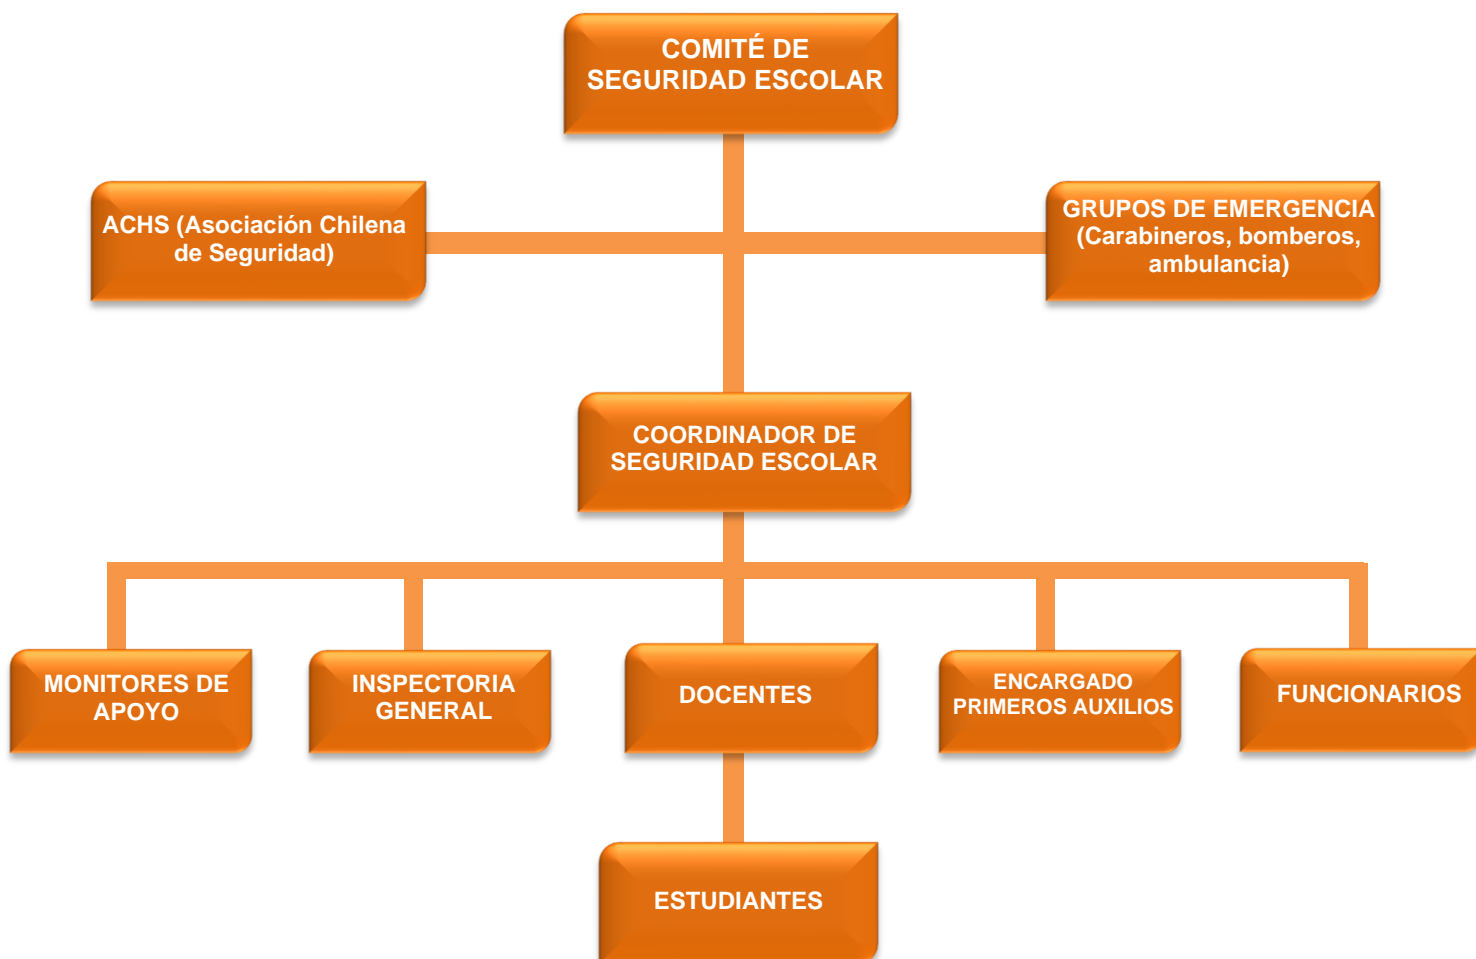 COMITÉ DE
SEGURIDAD ESCOLAR
ACHS (Asociación Chilena
de Seguridad)
GRUPOS DE EMERGENCIA
(Carabineros, bomberos,
ambulancia)
COORDINADOR DE
SEGURIDAD ESCOLAR
MONITORES DE
APOYO
INSPECTORIA
GENERAL
DOCENTES
ENCARGADO
PRIMEROS AUXILIOS
FUNCIONARIOS
ESTUDIANTES